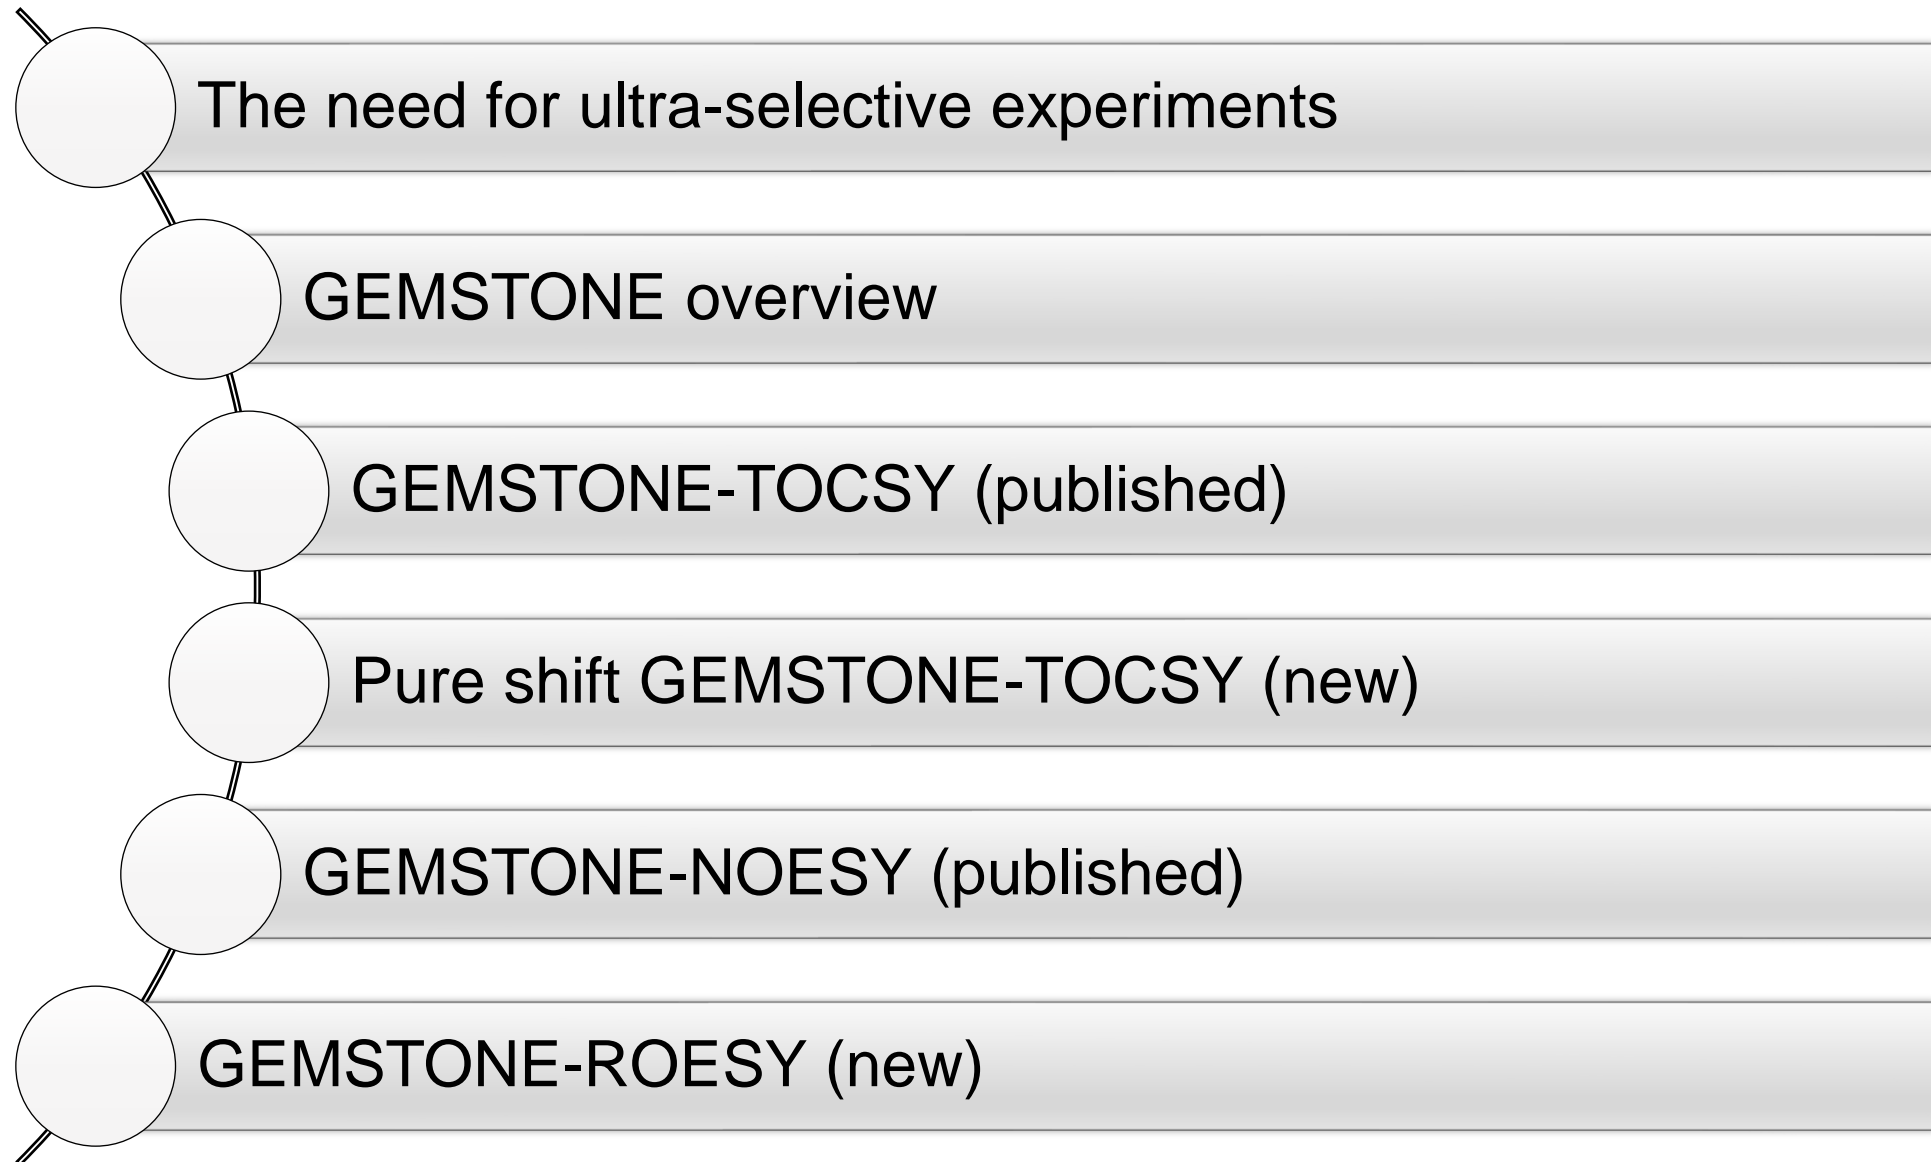 The need for ultra-selective experiments
GEMSTONE overview
GEMSTONE-TOCSY (published)
Pure shift GEMSTONE-TOCSY (new)
GEMSTONE-NOESY (published)
GEMSTONE-ROESY (new)